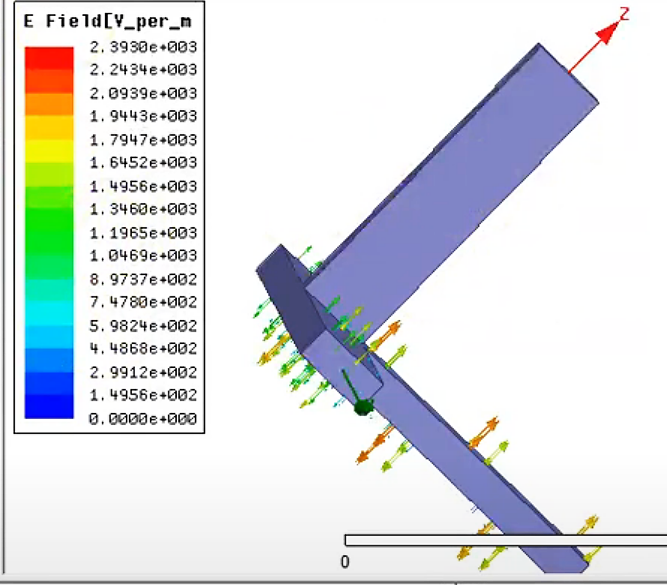 E Field[V_per_m
2.3930e+003
2.2434e+003
2.0939e+003
1.9443e+003
1.7947e+003
1.6452e+003
1.4956e+003
1.3460e+003
1.1965e+003
1.0469e+003
8.9737e+002
7.4780e+002
5.9824e+002
4.4868e+002
2.9912e+002
1.4956e+002
0.0000e+000
Z
0